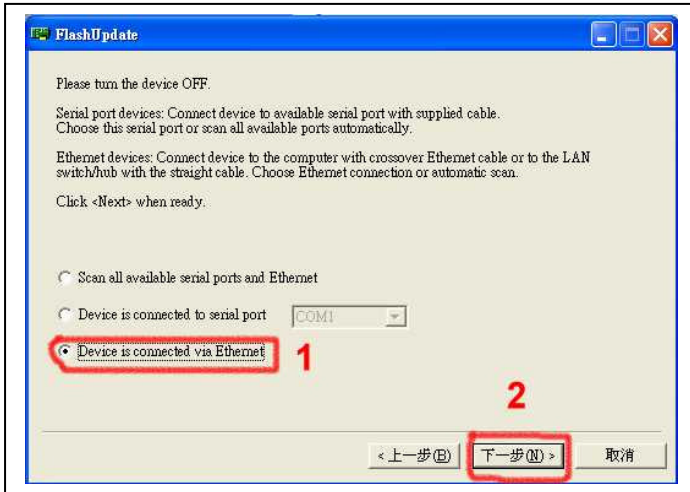 FlashUpdate
Please turn the device OFF.
Serial port devices: Connect device to available serial port with supplied cable.
Choose this serial port or scan all available ports automatically.
Ethernet devices: Connect device to the computer with crossover Ethernet cable or to the LAN
switch/hub with the straight cable. Choose Ethernet connection or automatic scan.
Click <Next> when ready.
Scan all available serial ports and Ethernet
Device is connected to serial port COM1
Device is connected via Ethernet 1
2
<上一步(B) 下一步(N)> 取消